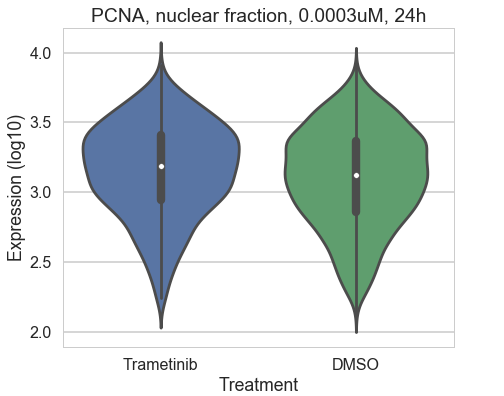 PCNA, nuclear fraction, 0.0003uM, 24h
4.0
3.5
3.0
2.5
2.0
Expression (log10)
Trametinib
DMSO
Treatment